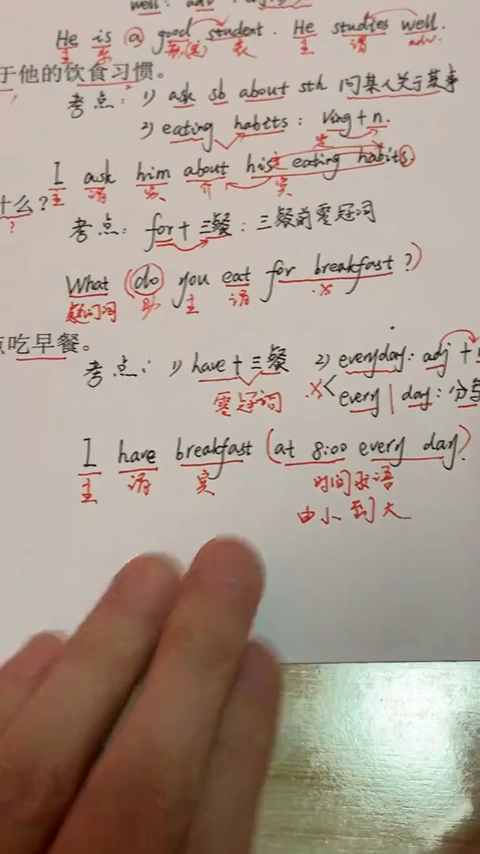 well: adv
He is a good student. He studies well.
主 系 形(定) 表 主 谓 adv.
于他的饮食习惯。
考点: 1) ask sb about sth 问某人关于某事
2) eating habits: Ving+n.
定
I ask him about his eating habits.
主 谓 宾 介 宾
什么?
考点: for+三餐: 三餐前零冠词
What (do) you eat for breakfast?
疑问词 助 主 谓
点吃早餐。
考点: 1) have+三餐 2) everyday: adj +
零冠词 every | day: 分写
I have breakfast (at 8:00 every day).
主 谓 宾 时间状语
由小到大